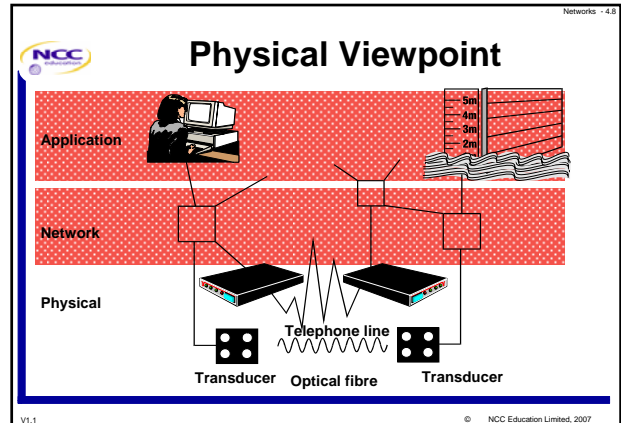 Networks - 4.8
NCC
education
Physical Viewpoint
5m
4m
3m
2m
Application
Network
Physical
Telephone line
Transducer
Optical fibre
Transducer
V1.1
© NCC Education Limited, 2007